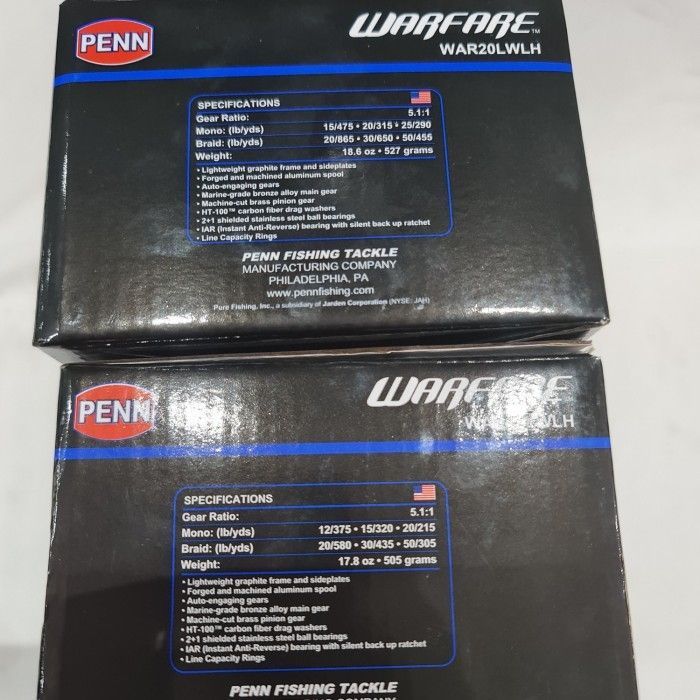 PENN
WARFARE™
WAR20LWLH
SPECIFICATIONS
Gear Ratio: 5.1:1
Mono: (lb/yds) 15/475 • 20/315 • 25/290
Braid: (lb/yds) 20/865 • 30/650 • 50/455
Weight: 18.6 oz • 527 grams
• Lightweight graphite frame and sideplates
• Forged and machined aluminum spool
• Auto-engaging gears
• Marine-grade bronze alloy main gear
• Machine-cut brass pinion gear
• HT-100™ carbon fiber drag washers
• 2+1 shielded stainless steel ball bearings
• IAR (Instant Anti-Reverse) bearing with silent back up ratchet
• Line Capacity Rings
PENN FISHING TACKLE
MANUFACTURING COMPANY
PHILADELPHIA, PA
www.pennfishing.com
Pure Fishing, Inc., a subsidiary of Jarden Corporation (NYSE: JAH)
PENN
WARFARE
SPECIFICATIONS
Gear Ratio: 5.1:1
Mono: (lb/yds) 12/375 • 15/320 • 20/215
Braid: (lb/yds) 20/580 • 30/435 • 50/305
Weight: 17.8 oz • 505 grams
• Lightweight graphite frame and sideplates
• Forged and machined aluminum spool
• Auto-engaging gears
• Marine-grade bronze alloy main gear
• Machine-cut brass pinion gear
• HT-100™ carbon fiber drag washers
• 2+1 shielded stainless steel ball bearings
• IAR (Instant Anti-Reverse) bearing with silent back up ratchet
• Line Capacity Rings
PENN FISHING TACKLE